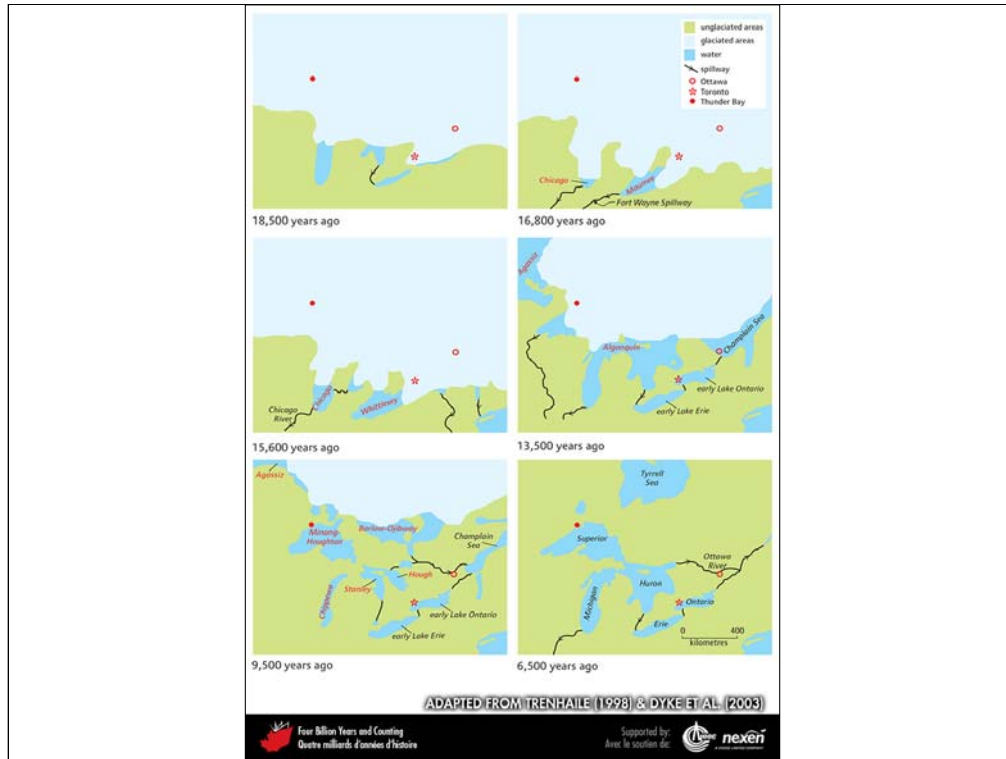 unglaciated areas
glaciated areas
water
spillway
Ottawa
Toronto
Thunder Bay
18,500 years ago
Chicago
Maumee
Fort Wayne Spillway
16,800 years ago
Chicago
River
Chicago
Whittlesey
15,600 years ago
Agassiz
Algonquin
Champlain Sea
early Lake Ontario
early Lake Erie
13,500 years ago
Agassiz
Minong-
Houghton
Barlow-Ojibway
Champlain
Sea
Hough
Stanley
Chippewa
early Lake Ontario
early Lake Erie
9,500 years ago
Tyrrell
Sea
Superior
Ottawa
River
Huron
Michigan
Ontario
Erie
0 400
kilometres
6,500 years ago
ADAPTED FROM TRENHAILE (1998) & DYKE ET AL. (2003)
Four Billion Years and Counting
Quatre milliards d'années d'histoire
Supported by:
Avec le soutien de:
nexen